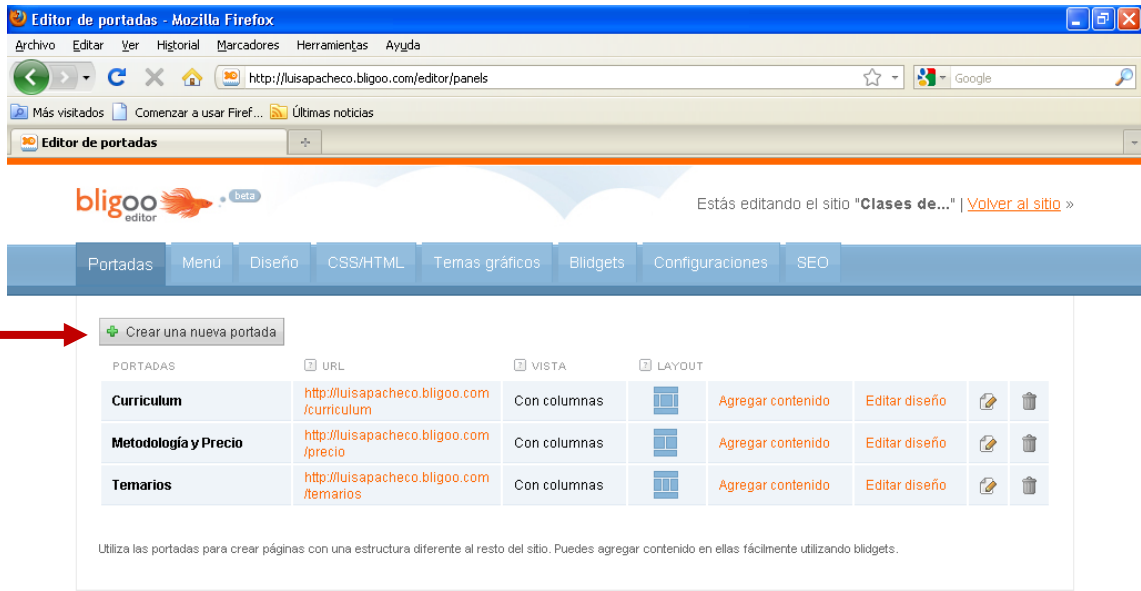 Editor de portadas - Mozilla Firefox
Archivo Editar Ver Historial Marcadores Herramientas Ayuda
http://luisapacheco.bligoo.com/editor/panels Google
Más visitados Comenzar a usar Firef... Últimas noticias
Editor de portadas
bligoo editor beta
Estás editando el sitio "Clases de..." | Volver al sitio »
Portadas Menú Diseño CSS/HTML Temas gráficos Blidgets Configuraciones SEO
Crear una nueva portada
PORTADAS ? URL ? VISTA ? LAYOUT
Curriculum http://luisapacheco.bligoo.com/curriculum Con columnas Agregar contenido Editar diseño
Metodología y Precio http://luisapacheco.bligoo.com/precio Con columnas Agregar contenido Editar diseño
Temarios http://luisapacheco.bligoo.com/temarios Con columnas Agregar contenido Editar diseño
Utiliza las portadas para crear páginas con una estructura diferente al resto del sitio. Puedes agregar contenido en ellas fácilmente utilizando blidgets.